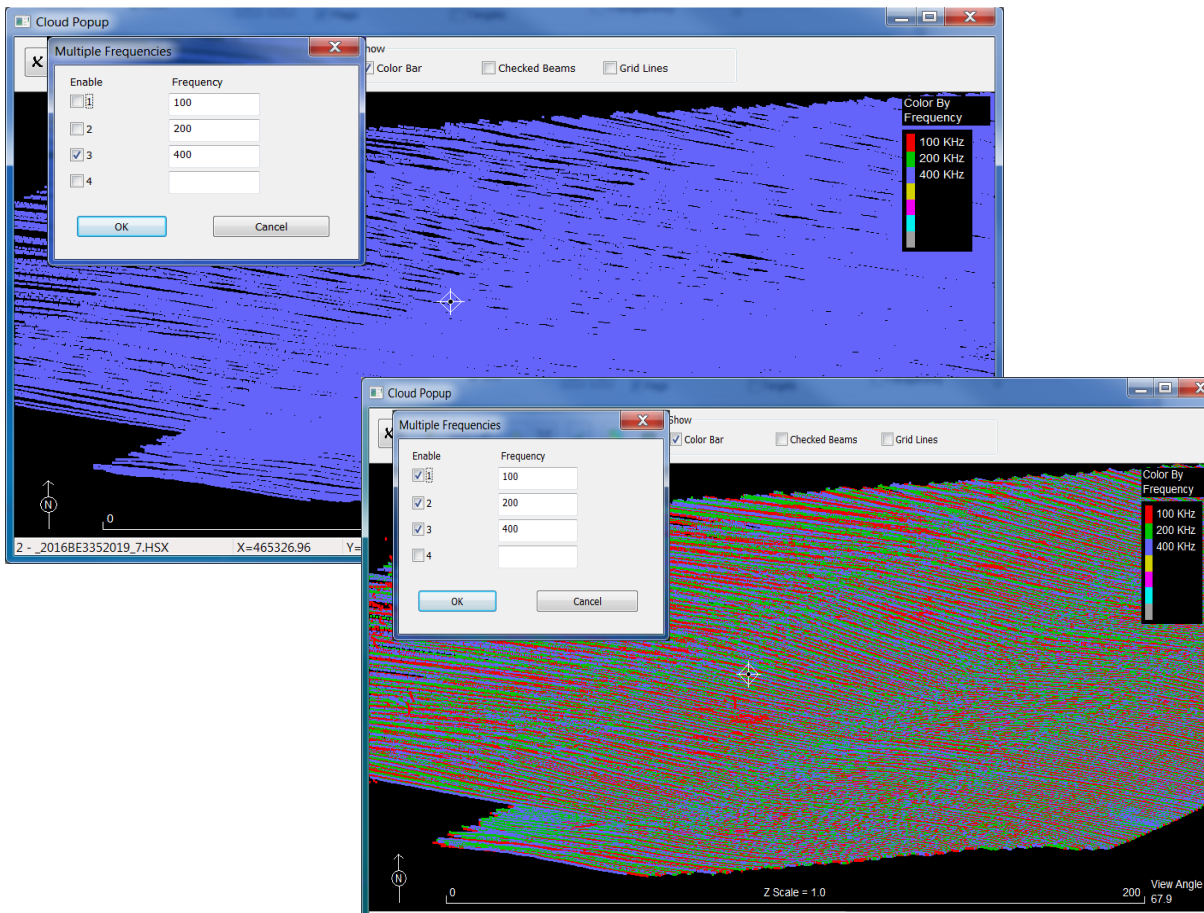 Cloud Popup
Multiple Frequencies
Enable Frequency
1 100
2 200
3 400
4
OK Cancel
Color Bar Checked Beams Grid Lines
Color By
Frequency
100 KHz
200 KHz
400 KHz
N
0
2 - _2016BE3352019_7.HSX X=465326.96 Y=
Cloud Popup
Multiple Frequencies
Enable Frequency
1 100
2 200
3 400
4
OK Cancel
Show
Color Bar Checked Beams Grid Lines
Color By
Frequency
100 KHz
200 KHz
400 KHz
N
0 Z Scale = 1.0 200
View Angle
67.9